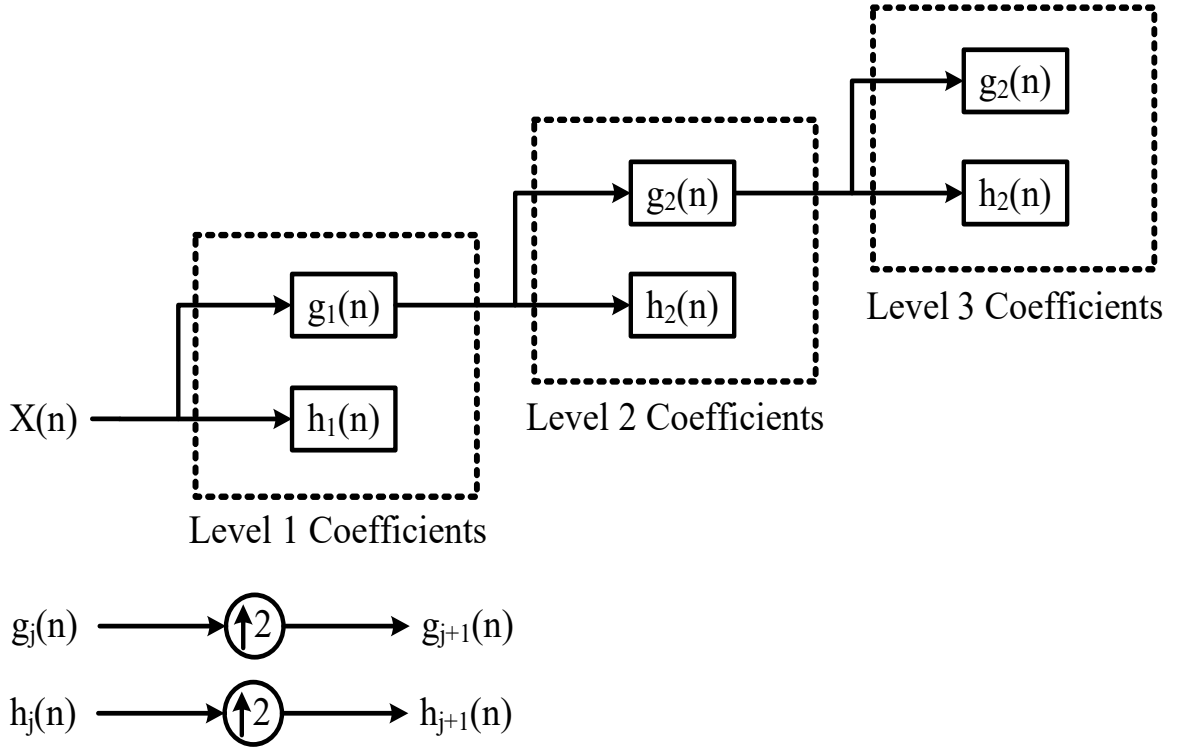 g₂(n)
h₂(n)
Level 3 Coefficients
g₂(n)
h₂(n)
Level 2 Coefficients
g₁(n)
X(n)
h₁(n)
Level 1 Coefficients
gⱼ(n) ↑2 gⱼ₊₁(n)
hⱼ(n) ↑2 hⱼ₊₁(n)